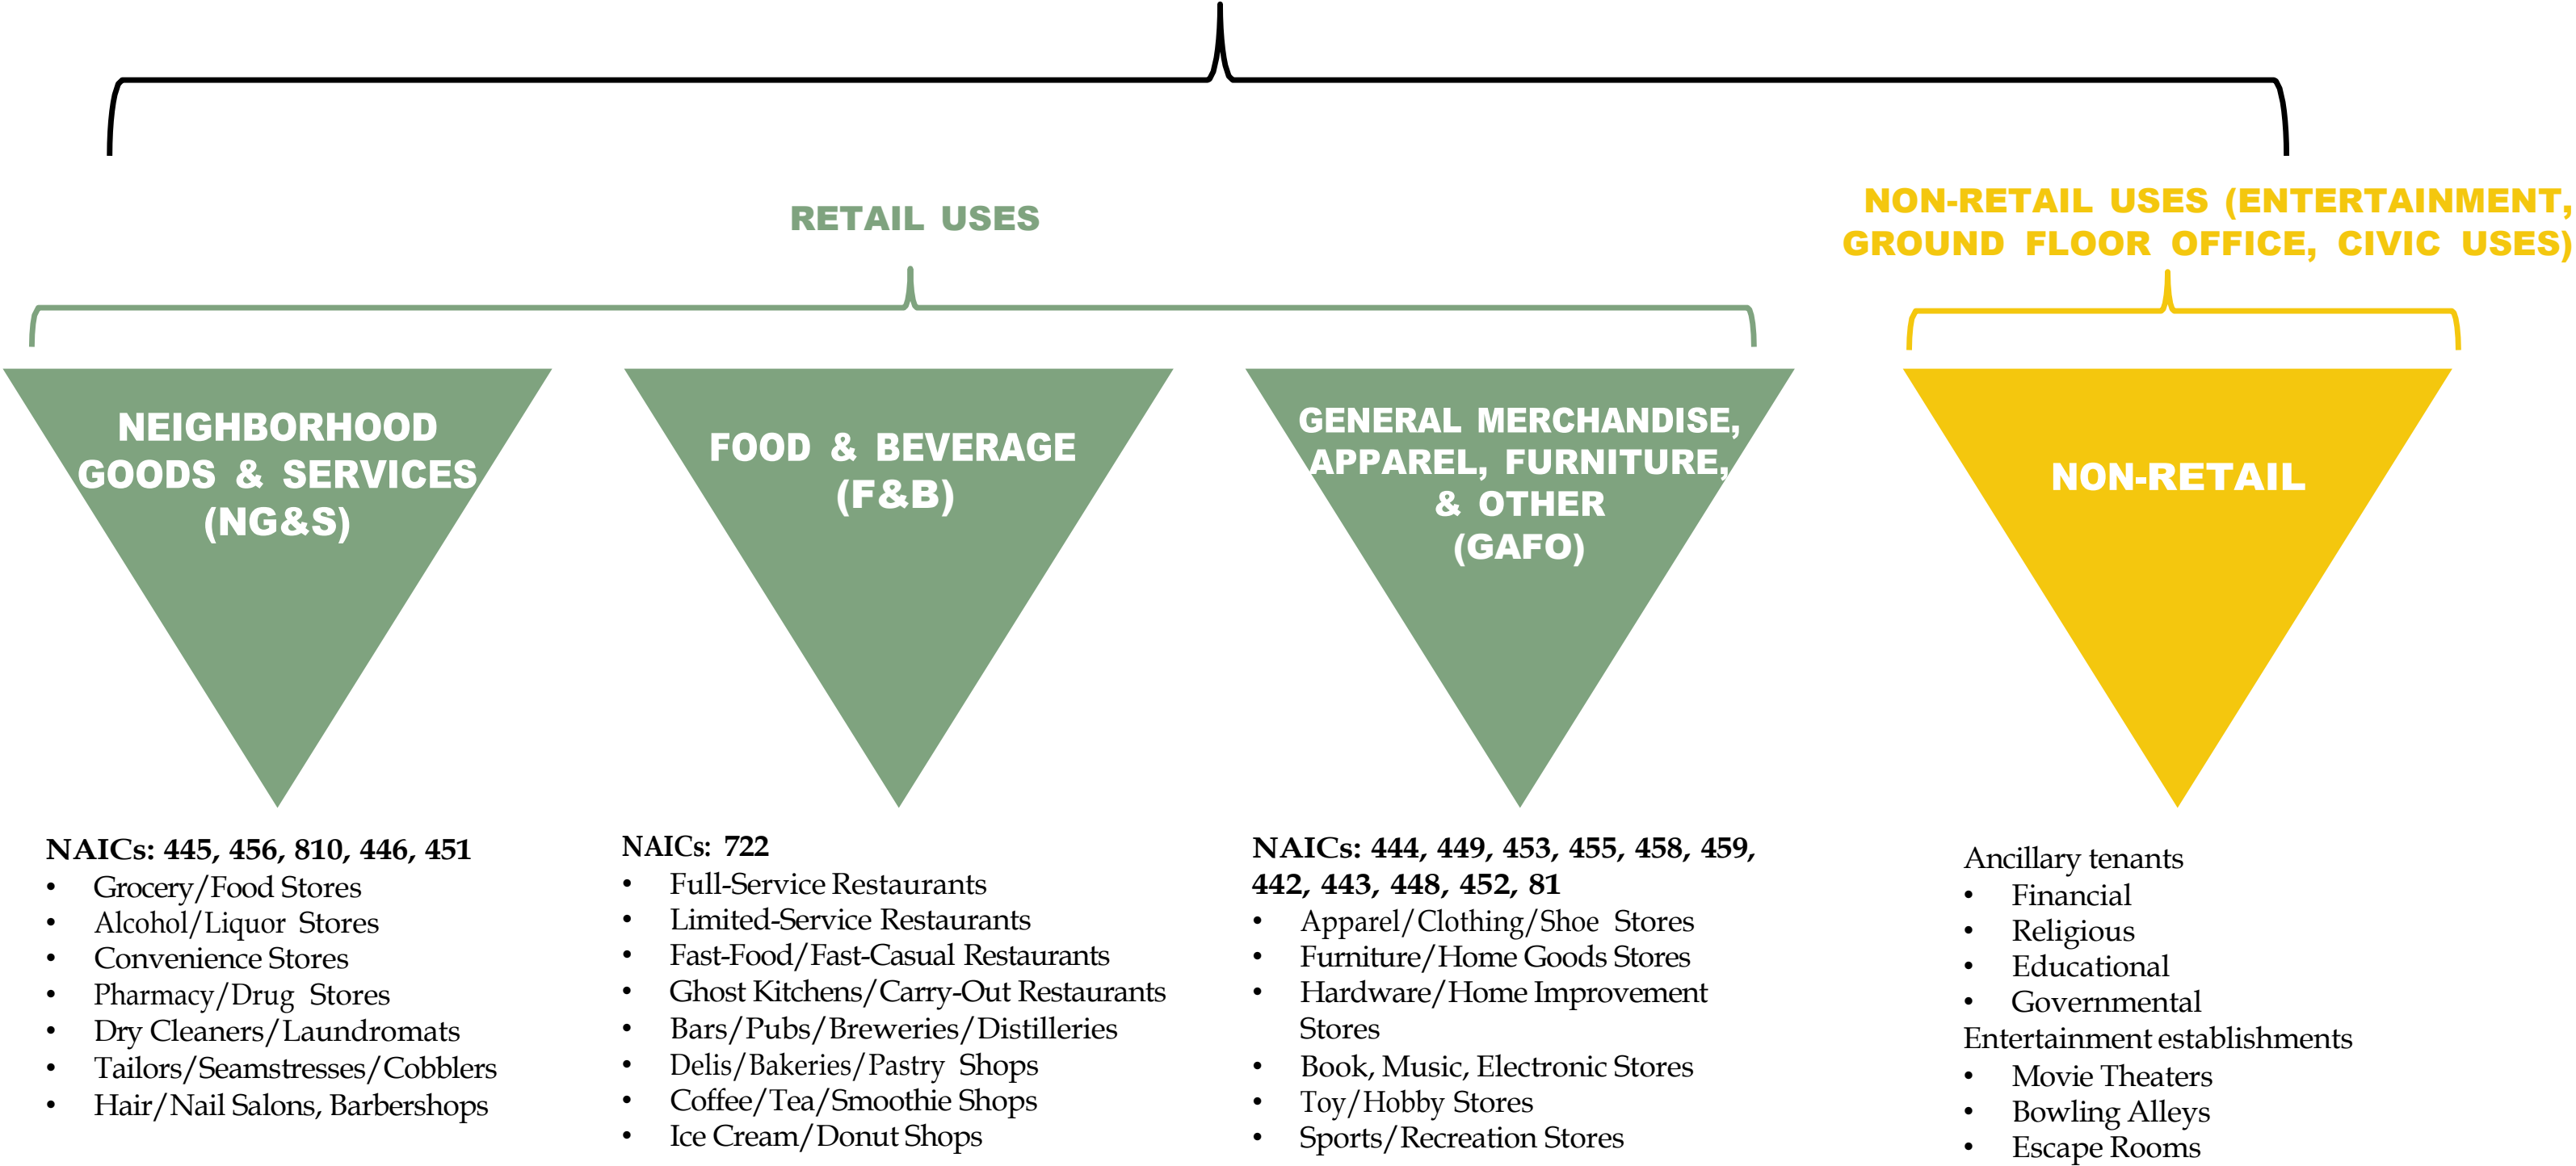 RETAIL USES
NON-RETAIL USES (ENTERTAINMENT,
GROUND FLOOR OFFICE, CIVIC USES)
NEIGHBORHOOD
GOODS & SERVICES
(NG&S)
FOOD & BEVERAGE
(F&B)
GENERAL MERCHANDISE,
APPAREL, FURNITURE,
& OTHER
(GAFO)
NON-RETAIL
NAICs: 445, 456, 810, 446, 451
• Grocery/Food Stores
• Alcohol/Liquor Stores
• Convenience Stores
• Pharmacy/Drug Stores
• Dry Cleaners/Laundromats
• Tailors/Seamstresses/Cobblers
• Hair/Nail Salons, Barbershops
NAICs: 722
• Full-Service Restaurants
• Limited-Service Restaurants
• Fast-Food/Fast-Casual Restaurants
• Ghost Kitchens/Carry-Out Restaurants
• Bars/Pubs/Breweries/Distilleries
• Delis/Bakeries/Pastry Shops
• Coffee/Tea/Smoothie Shops
• Ice Cream/Donut Shops
NAICs: 444, 449, 453, 455, 458, 459,
442, 443, 448, 452, 81
• Apparel/Clothing/Shoe Stores
• Furniture/Home Goods Stores
• Hardware/Home Improvement
Stores
• Book, Music, Electronic Stores
• Toy/Hobby Stores
• Sports/Recreation Stores
Ancillary tenants
• Financial
• Religious
• Educational
• Governmental
Entertainment establishments
• Movie Theaters
• Bowling Alleys
• Escape Rooms